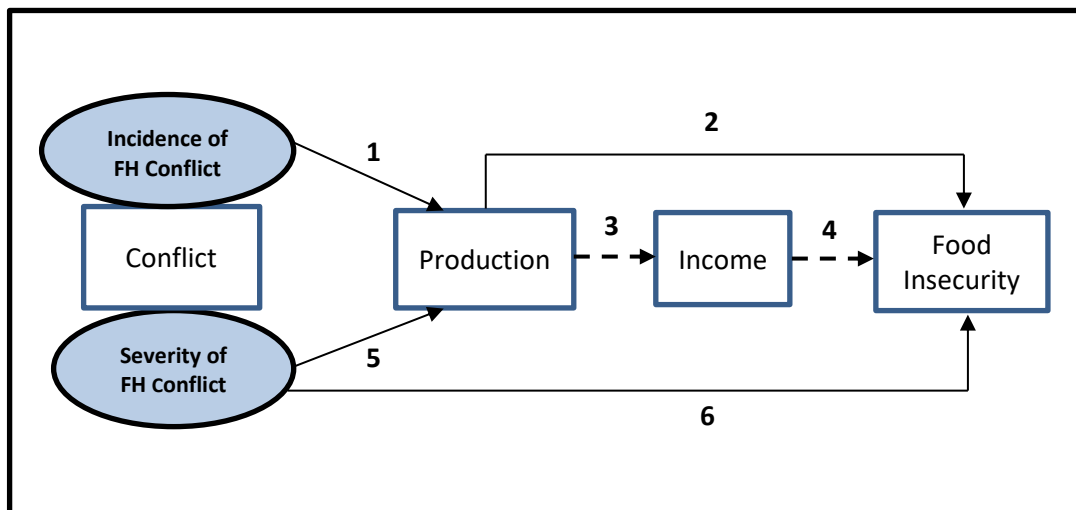 Incidence of
FH Conflict
1
2
Conflict
Production
3
Income
4
Food
Insecurity
Severity of
FH Conflict
5
6